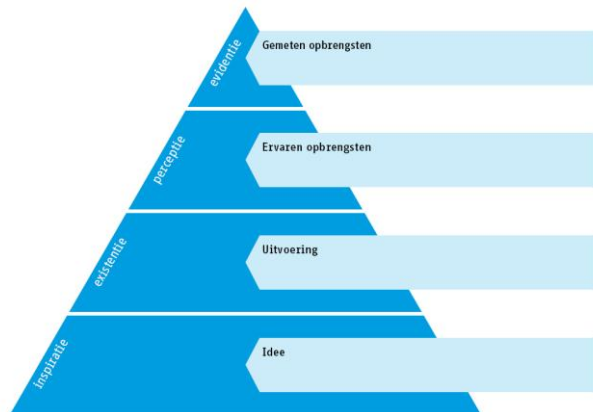 evidentie
Gemeten opbrengsten
perceptie
Ervaren opbrengsten
existentie
Uitvoering
inspiratie
Idee